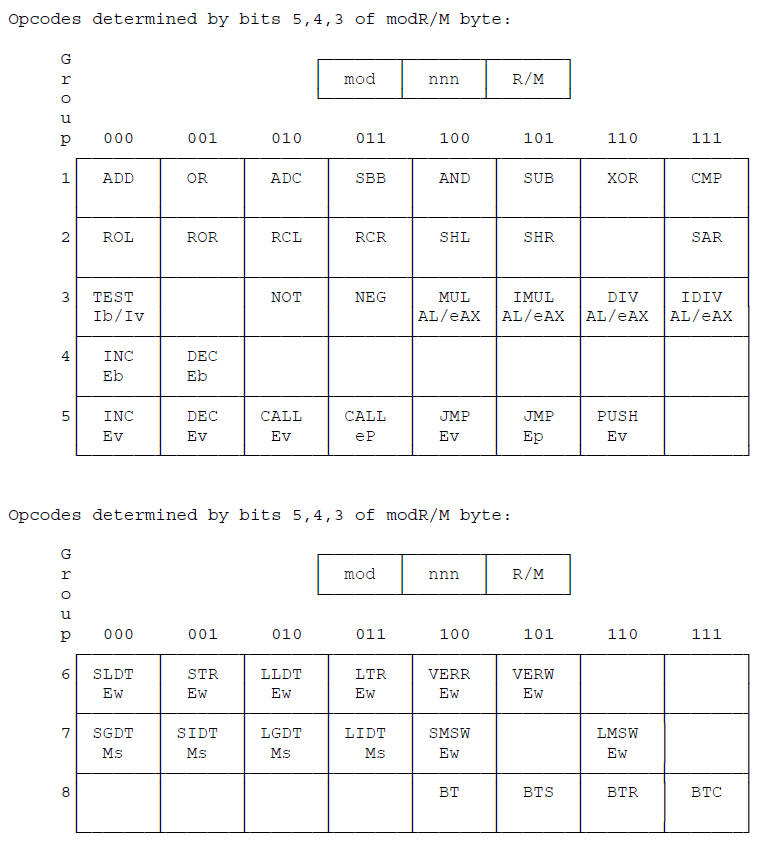 Opcodes determined by bits 5,4,3 of modR/M byte:
G
r mod nnn R/M
o
u
p 000 001 010 011 100 101 110 111
1 ADD OR ADC SBB AND SUB XOR CMP
2 ROL ROR RCL RCR SHL SHR SAR
3 TEST NOT NEG MUL IMUL DIV IDIV
Ib/Iv AL/eAX AL/eAX AL/eAX AL/eAX
4 INC DEC
Eb Eb
5 INC DEC CALL CALL JMP JMP PUSH
Ev Ev Ev eP Ev Ep Ev
Opcodes determined by bits 5,4,3 of modR/M byte:
G
r mod nnn R/M
o
u
p 000 001 010 011 100 101 110 111
6 SLDT STR LLDT LTR VERR VERW
Ew Ew Ew Ew Ew Ew
7 SGDT SIDT LGDT LIDT SMSW LMSW
Ms Ms Ms Ms Ew Ew
8 BT BTS BTR BTC